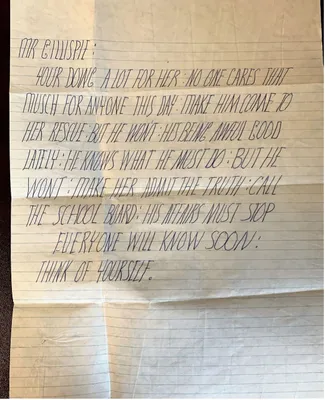 MR GILLISPIE:
YOUR DOING A LOT FOR HER: NO ONE CARES THAT
MUSCH FOR ANYONE THIS DAY: MAKE HIM COME TO
HER RESCUE: BUT HE WON'T: HIS BEING AWFUL GOOD
LATELY: HE KNOWS WHAT HE MUST DO: BUT HE
WONT: MAKE HER ADMIT THE TRUTH: CALL
THE SCHOOL BOARD: HIS AFFAIRS MUST STOP
EVERYONE WILL KNOW SOON:
THINK OF YOURSELF.